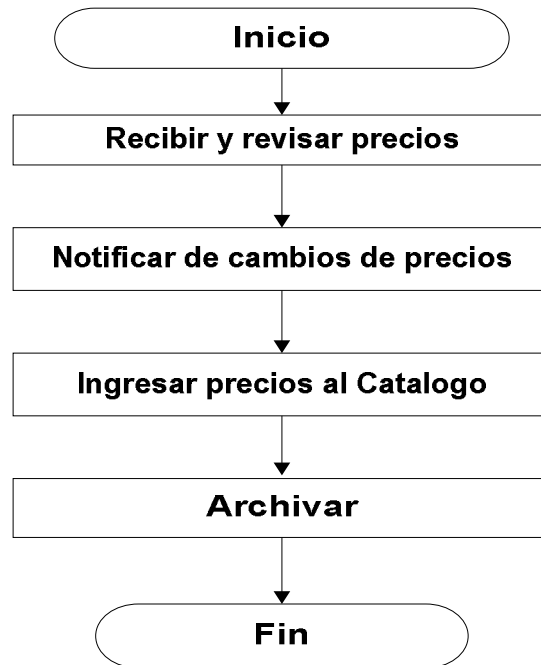 Inicio
Recibir y revisar precios
Notificar de cambios de precios
Ingresar precios al Catalogo
Archivar
Fin